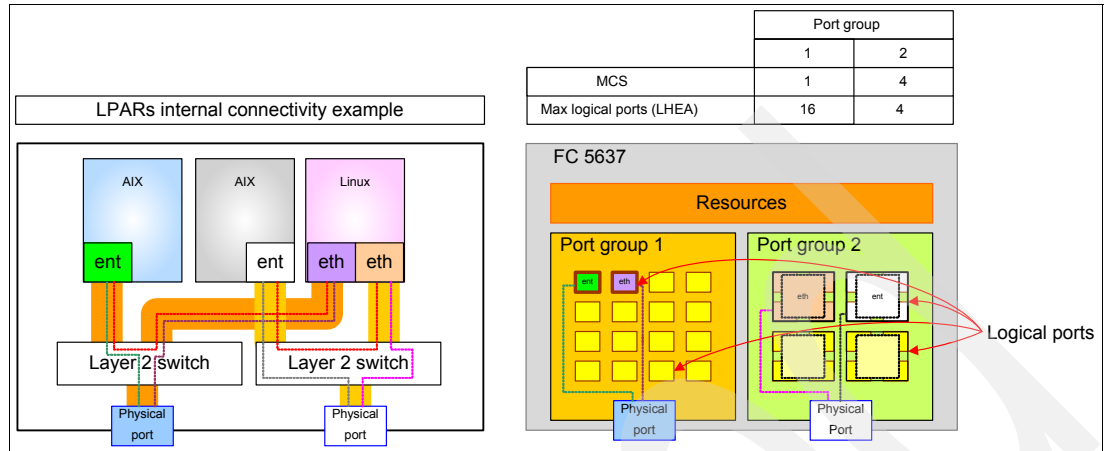 Port group
1 2
MCS 1 4
Max logical ports (LHEA) 16 4
LPARs internal connectivity example
AIX AIX Linux
ent ent eth eth
Layer 2 switch Layer 2 switch
Physical
port
Physical
port
FC 5637
Resources
Port group 1 Port group 2
ent eth
eth ent
Logical ports
Physical
port
Physical
Port